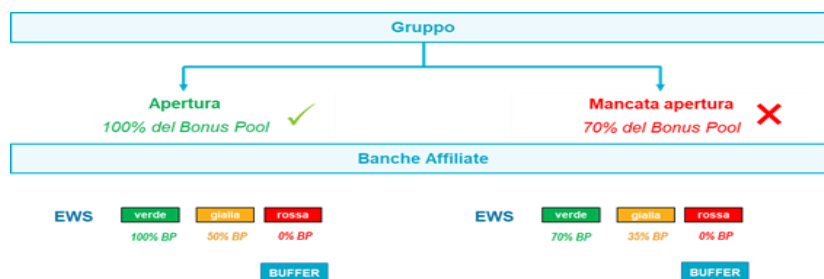 Gruppo
Apertura
100% del Bonus Pool
Mancata apertura
70% del Bonus Pool
Banche Affiliate
EWS verde gialla rossa
100% BP 50% BP 0% BP
BUFFER
EWS verde gialla rossa
70% BP 35% BP 0% BP
BUFFER